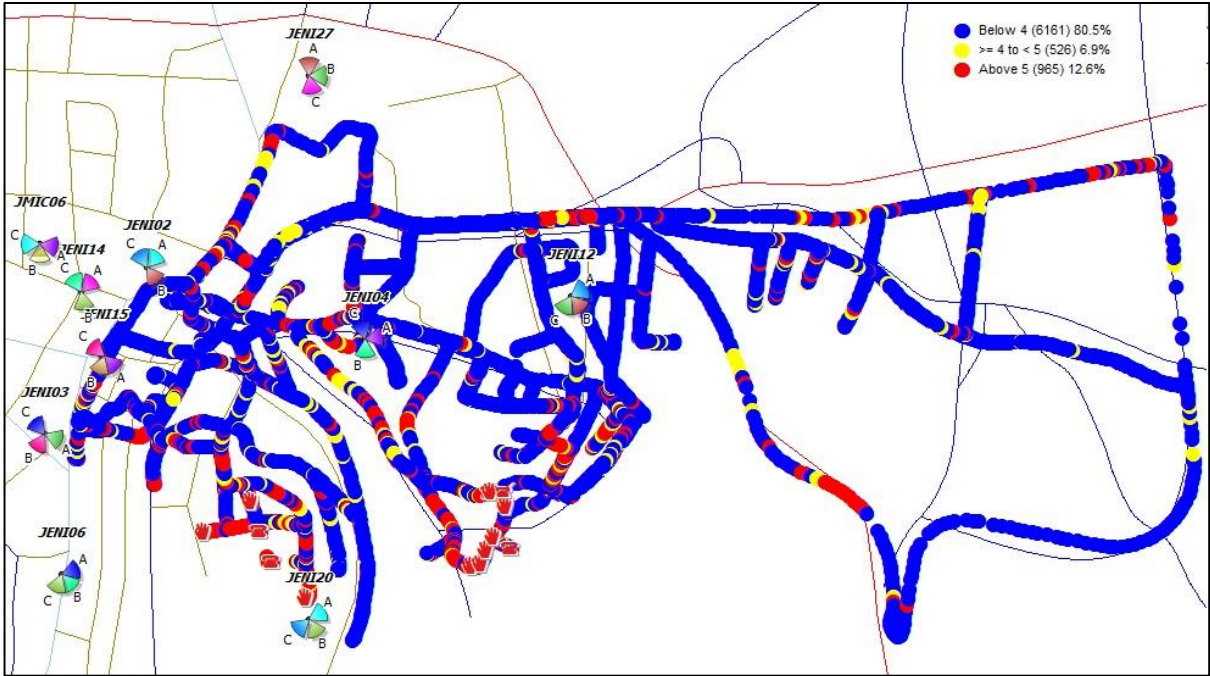 Below 4 (6161) 80.5%
>= 4 to < 5 (526) 6.9%
Above 5 (965) 12.6%
JENI27
A
B
C
JMIC06
C
A
B
JENI02
C
A
B
JENI14
C
A
B
JENI12
A
C
B
JENI04
C
A
B
JENI15
C
B
A
JENI03
C
A
B
JENI06
A
C
B
JENI20
A
C
B